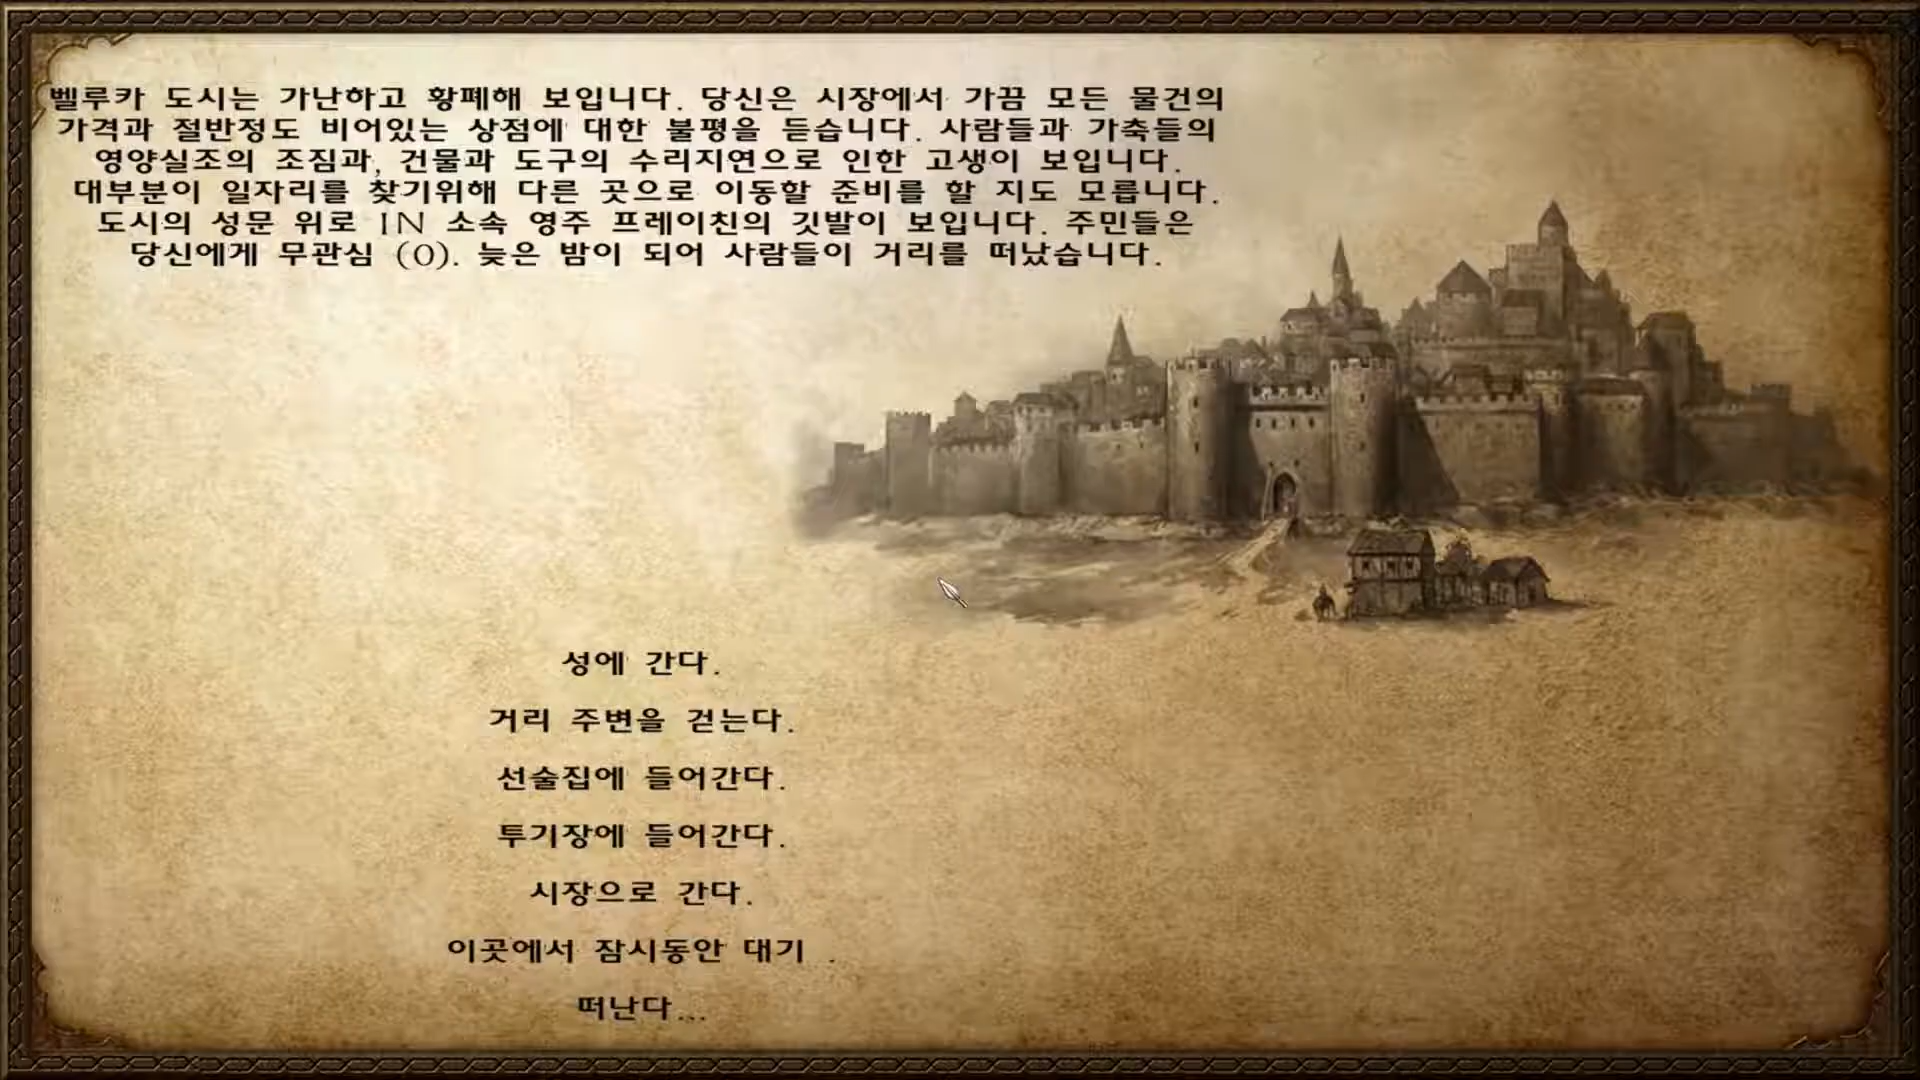 벨루카 도시는 가난하고 황폐해 보입니다. 당신은 시장에서 가끔 모든 물건의
가격과 절반정도 비어있는 상점에 대한 불평을 듣습니다. 사람들과 가축들의
영양실조의 조짐과, 건물과 도구의 수리지연으로 인한 고생이 보입니다.
대부분이 일자리를 찾기위해 다른 곳으로 이동할 준비를 할 지도 모릅니다.
도시의 성문 위로 IN 소속 영주 프레이친의 깃발이 보입니다. 주민들은
당신에게 무관심 (0). 늦은 밤이 되어 사람들이 거리를 떠났습니다.
성에 간다.
거리 주변을 걷는다.
선술집에 들어간다.
투기장에 들어간다.
시장으로 간다.
이곳에서 잠시동안 대기 .
떠난다...